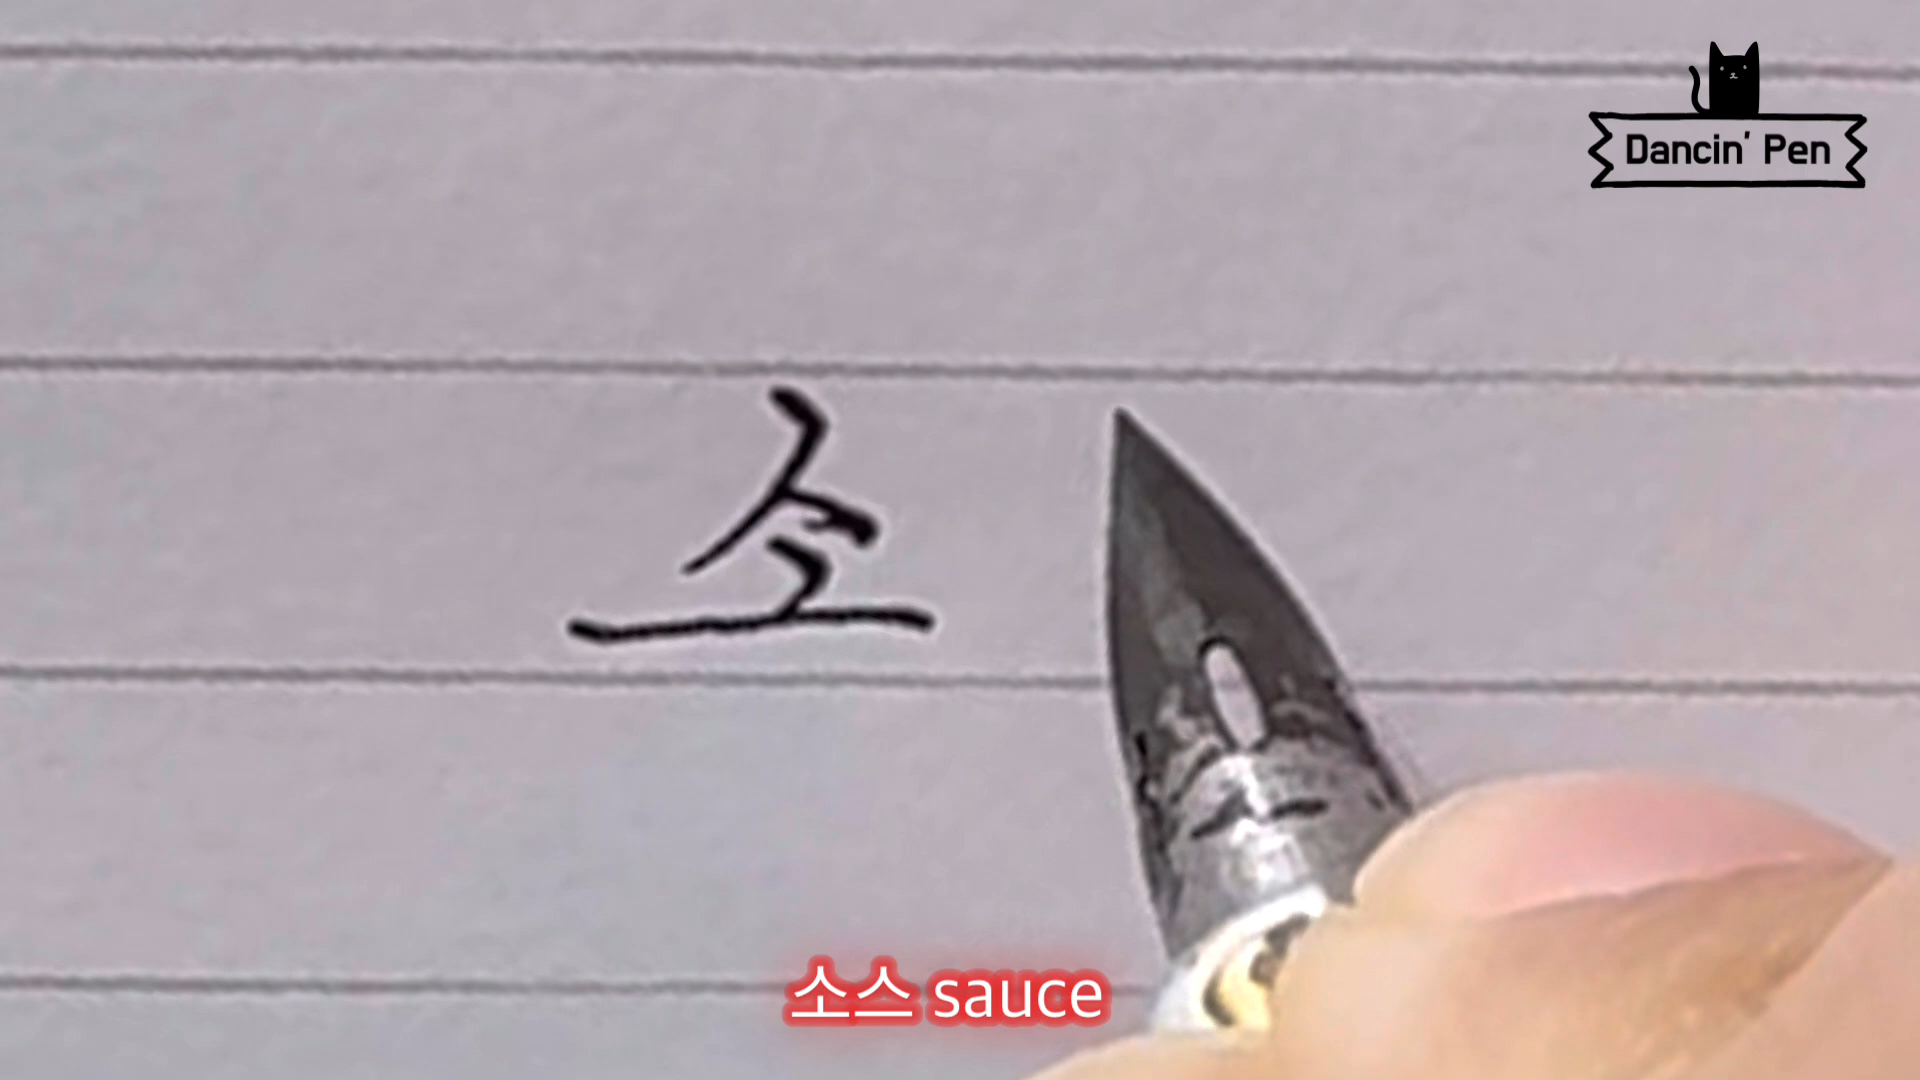 Dancin' Pen
소
소스 sauce